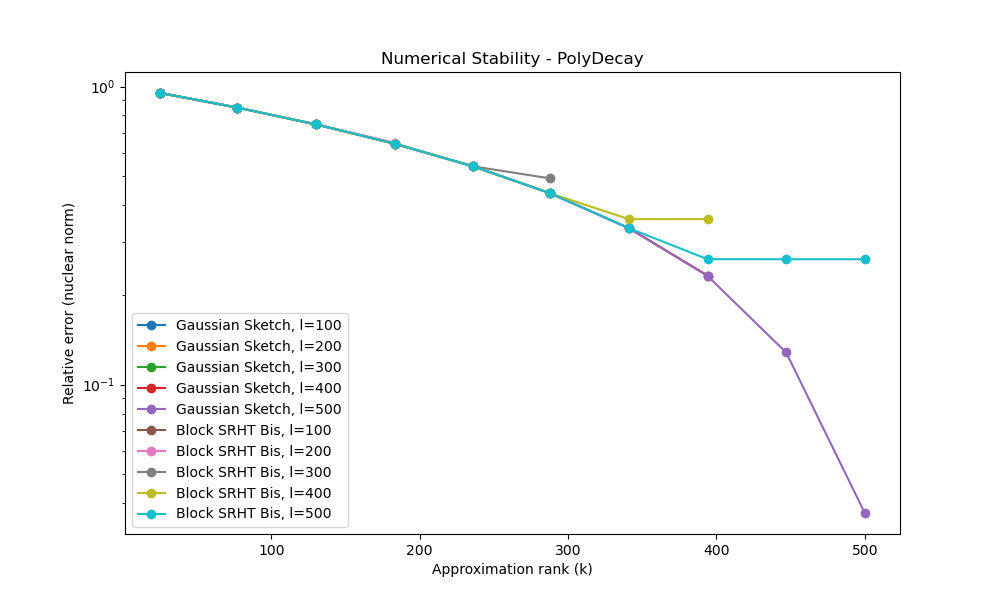 Numerical Stability - PolyDecay
Relative error (nuclear norm)
10^0
10^-1
Gaussian Sketch, l=100
Gaussian Sketch, l=200
Gaussian Sketch, l=300
Gaussian Sketch, l=400
Gaussian Sketch, l=500
Block SRHT Bis, l=100
Block SRHT Bis, l=200
Block SRHT Bis, l=300
Block SRHT Bis, l=400
Block SRHT Bis, l=500
100 200 300 400 500
Approximation rank (k)